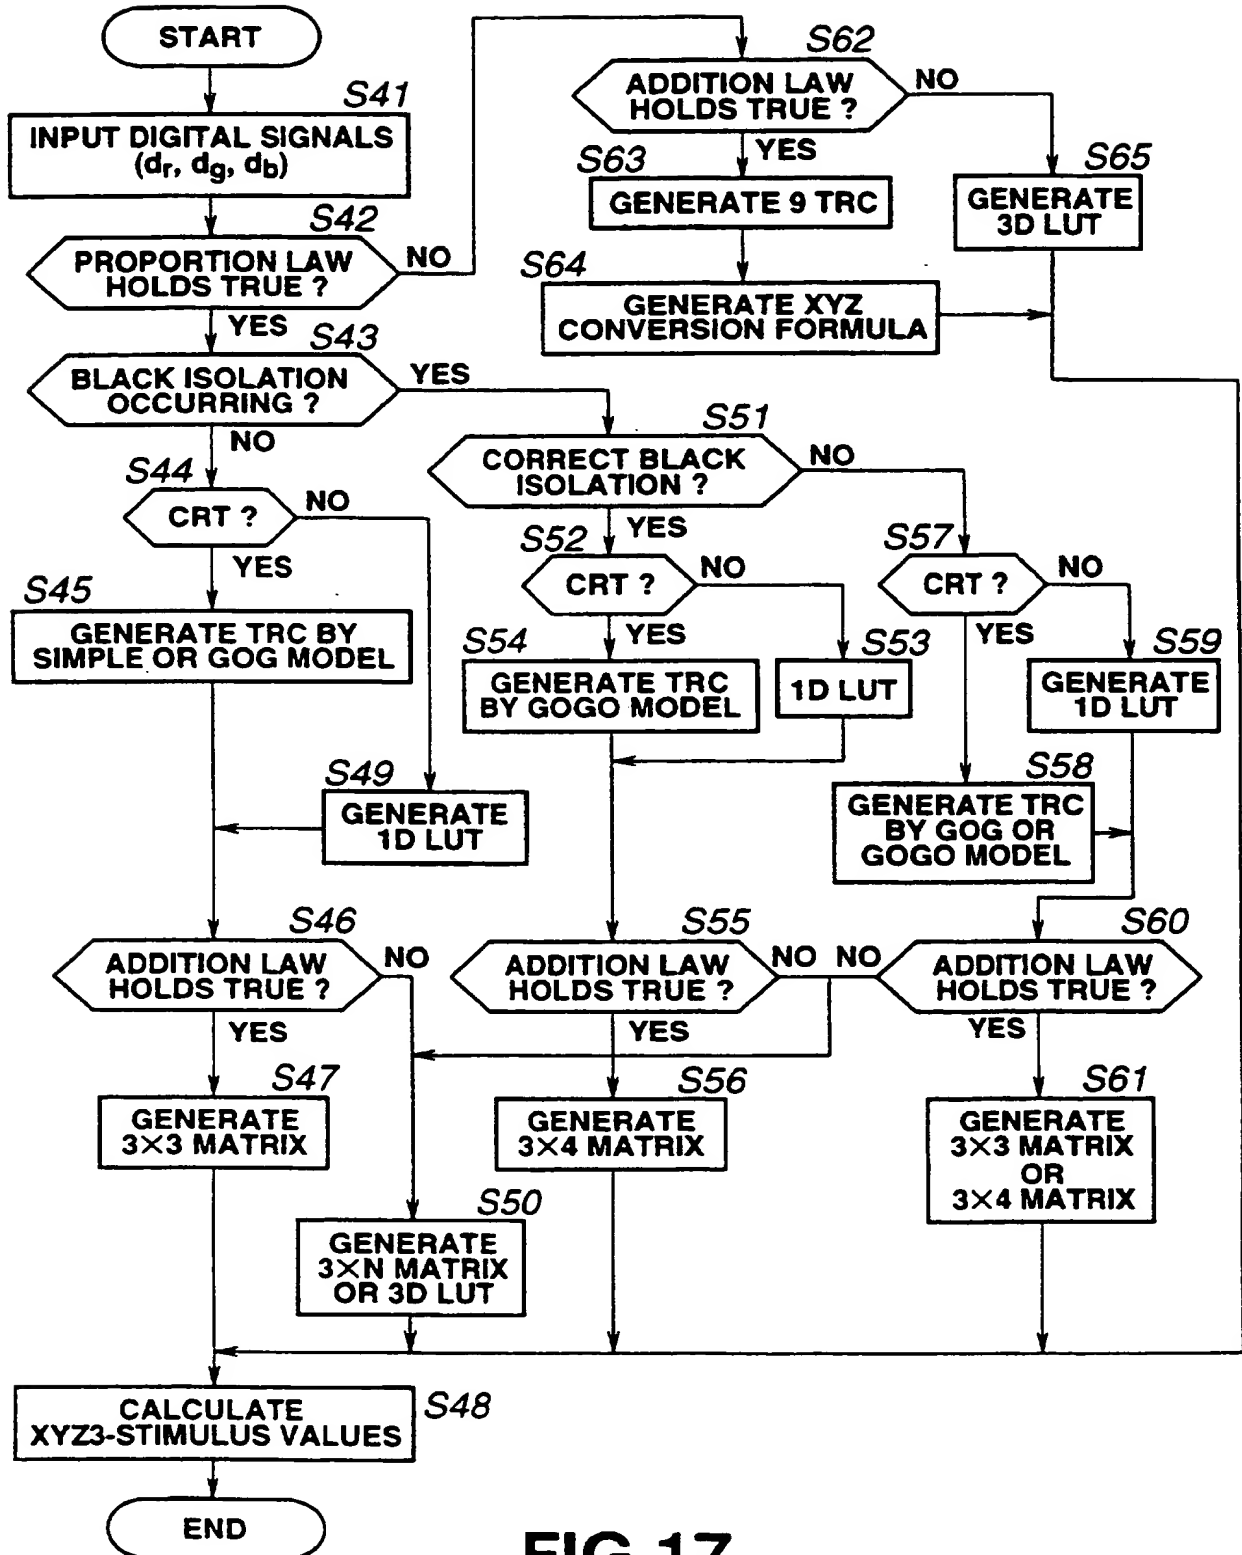 START
S41
INPUT DIGITAL SIGNALS
(dr, dg, db)
S42
PROPORTION LAW
HOLDS TRUE ?
NO
YES
S62
ADDITION LAW
HOLDS TRUE ?
NO
YES
S63
GENERATE 9 TRC
S65
GENERATE
3D LUT
S64
GENERATE XYZ
CONVERSION FORMULA
S43
BLACK ISOLATION
OCCURRING ?
YES
NO
S44
CRT ?
NO
YES
S45
GENERATE TRC BY
SIMPLE OR GOG MODEL
S49
GENERATE
1D LUT
S51
CORRECT BLACK
ISOLATION ?
NO
YES
S52
CRT ?
NO
YES
S54
GENERATE TRC
BY GOGO MODEL
S53
1D LUT
S57
CRT ?
NO
YES
S59
GENERATE
1D LUT
S58
GENERATE TRC
BY GOG OR
GOGO MODEL
S46
ADDITION LAW
HOLDS TRUE ?
NO
YES
S55
ADDITION LAW
HOLDS TRUE ?
NO
YES
S60
NO
ADDITION LAW
HOLDS TRUE ?
YES
S47
GENERATE
3×3 MATRIX
S56
GENERATE
3×4 MATRIX
S61
GENERATE
3×3 MATRIX
OR
3×4 MATRIX
S50
GENERATE
3×N MATRIX
OR 3D LUT
S48
CALCULATE
XYZ3-STIMULUS VALUES
END
FIG.17